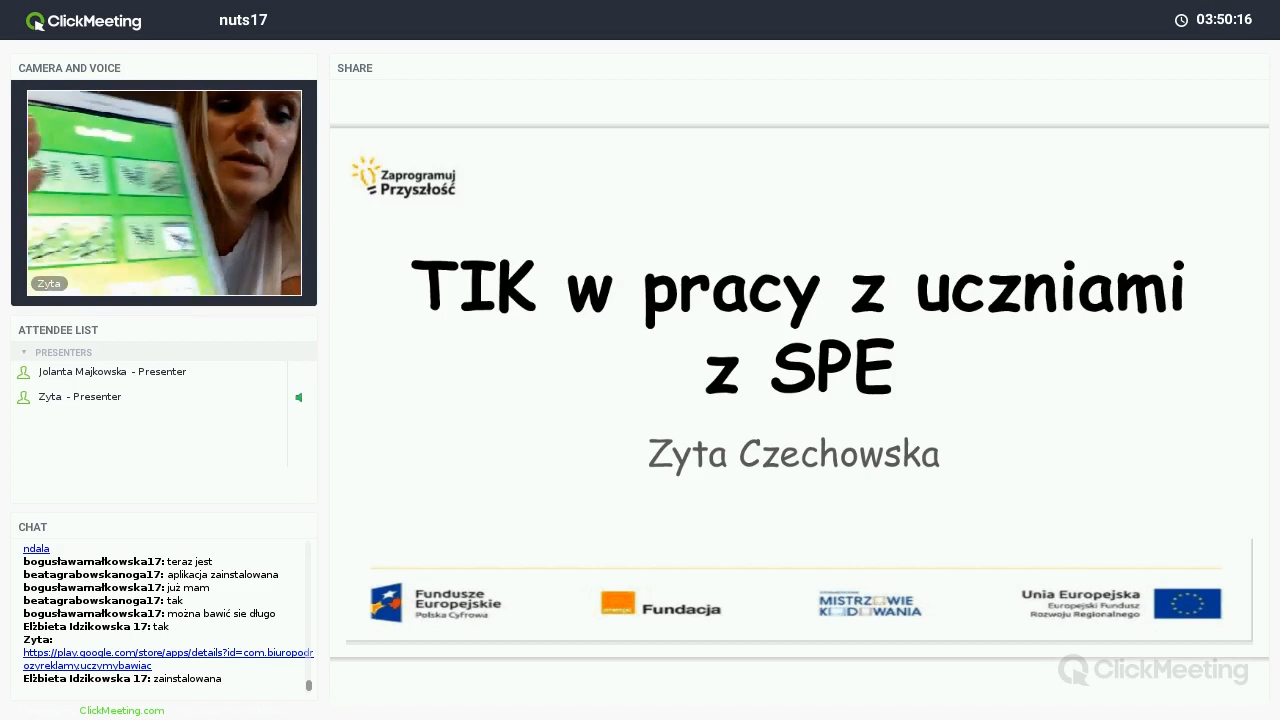 ClickMeeting
nuts17
03:50:16
CAMERA AND VOICE
Zyta
ATTENDEE LIST
PRESENTERS
Jolanta Majkowska - Presenter
Zyta - Presenter
CHAT
ndala
bogusławamałkowska17: teraz jest
beatagrabowskanoga17: aplikacja zainstalowana
bogusławamałkowska17: już mam
beatagrabowskanoga17: tak
bogusławamałkowska17: można bawić sie długo
Elżbieta Idzikowska 17: tak
Zyta:
https://play.google.com/store/apps/details?id=com.biuropodr
ozyreklamy.uczymybawiac
Elżbieta Idzikowska 17: zainstalowana
ClickMeeting.com
SHARE
Zaprogramuj
Przyszłość
TIK w pracy z uczniami
z SPE
Zyta Czechowska
Fundusze
Europejskie
Polska Cyfrowa
Fundacja
MISTRZOWIE
KODOWANIA
Unia Europejska
Europejski Fundusz
Rozwoju Regionalnego
ClickMeeting